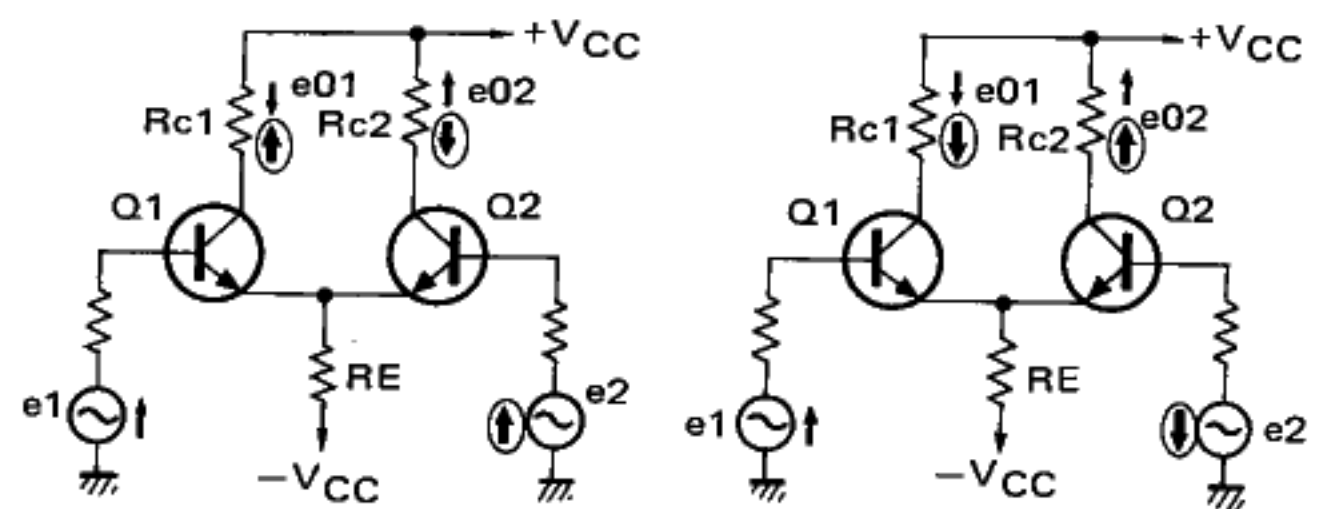 +VCC
e01
e02
Rc1
Rc2
Q1
Q2
RE
e1
e2
−VCC
+VCC
e01
Rc1
Rc2
e02
Q1
Q2
RE
e1
e2
−VCC